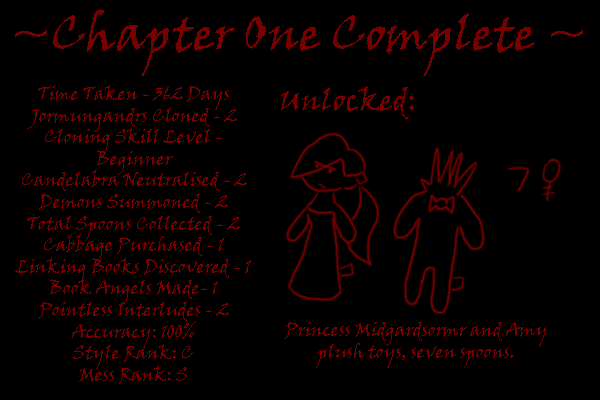 ~Chapter One Complete ~
Time Taken - 362 Days
Jormungandrs Cloned - 2
Cloning Skill Level -
Beginner
Candelabra Neutralised - 2
Demons Summoned - 2
Total Spoons Collected - 2
Cabbage Purchased - 1
Linking Books Discovered - 1
Book Angels Made- 1
Pointless Interludes - 2
Accuracy: 100%
Style Rank: C
Mess Rank: S
Unlocked:
7 ♀
Princess Midgardsormr and Amy
plush toys, seven spoons.